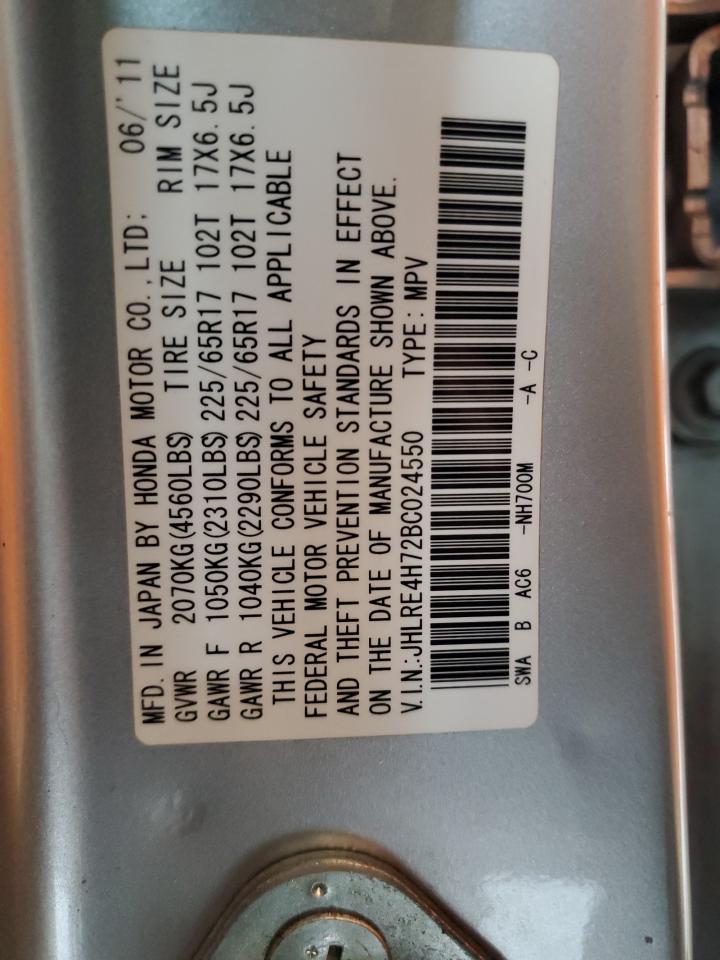 MFD. IN JAPAN BY HONDA MOTOR CO., LTD: 06/'11
GVWR 2070KG(4560LBS) TIRE SIZE RIM SIZE
GAWR F 1050KG(2310LBS) 225/65R17 102T 17X6.5J
GAWR R 1040KG(2290LBS) 225/65R17 102T 17X6.5J
THIS VEHICLE CONFORMS TO ALL APPLICABLE
FEDERAL MOTOR VEHICLE SAFETY
AND THEFT PREVENTION STANDARDS IN EFFECT
ON THE DATE OF MANUFACTURE SHOWN ABOVE.
V.I.N.:JHLRE4H72BC024550 TYPE: MPV
SWA B AC6 -NH700M -A -C